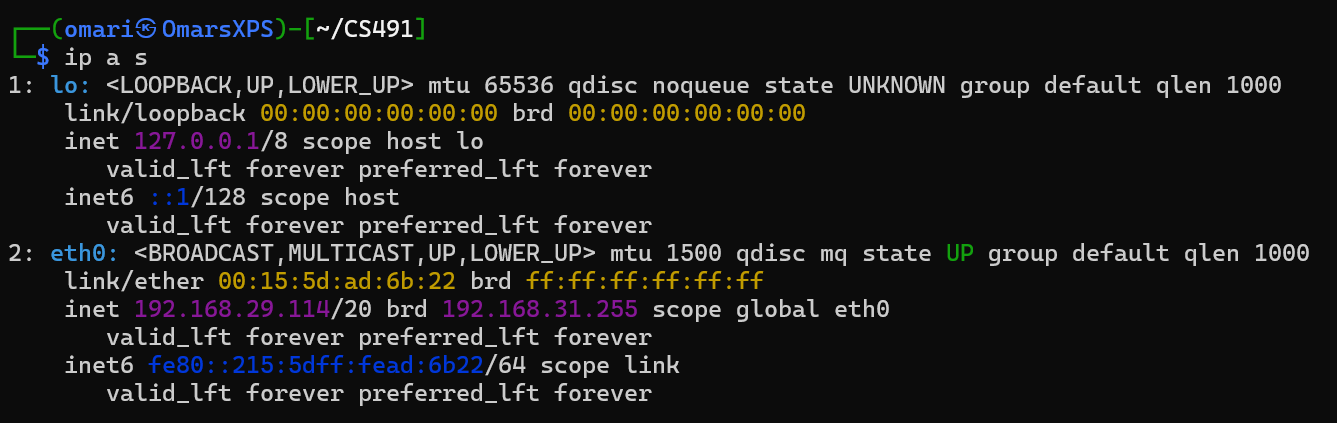 ┌──(omari㉿OmarsXPS)-[~/CS491]
└─$ ip a s
1: lo: <LOOPBACK,UP,LOWER_UP> mtu 65536 qdisc noqueue state UNKNOWN group default qlen 1000
    link/loopback 00:00:00:00:00:00 brd 00:00:00:00:00:00
    inet 127.0.0.1/8 scope host lo
       valid_lft forever preferred_lft forever
    inet6 ::1/128 scope host
       valid_lft forever preferred_lft forever
2: eth0: <BROADCAST,MULTICAST,UP,LOWER_UP> mtu 1500 qdisc mq state UP group default qlen 1000
    link/ether 00:15:5d:ad:6b:22 brd ff:ff:ff:ff:ff:ff
    inet 192.168.29.114/20 brd 192.168.31.255 scope global eth0
       valid_lft forever preferred_lft forever
    inet6 fe80::215:5dff:fead:6b22/64 scope link
       valid_lft forever preferred_lft forever